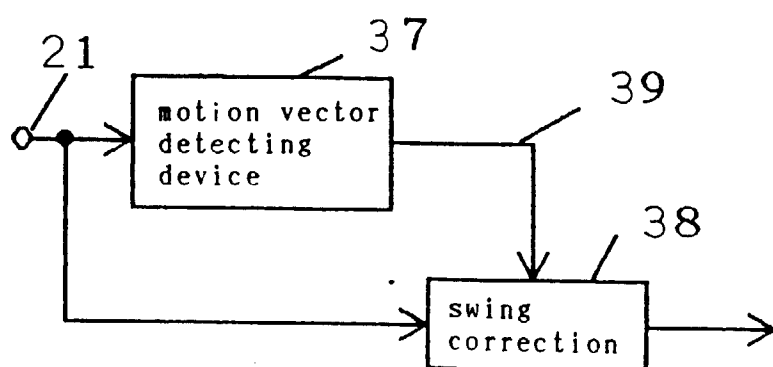 37
21
motion vector
detecting
device
39
38
swing
correction